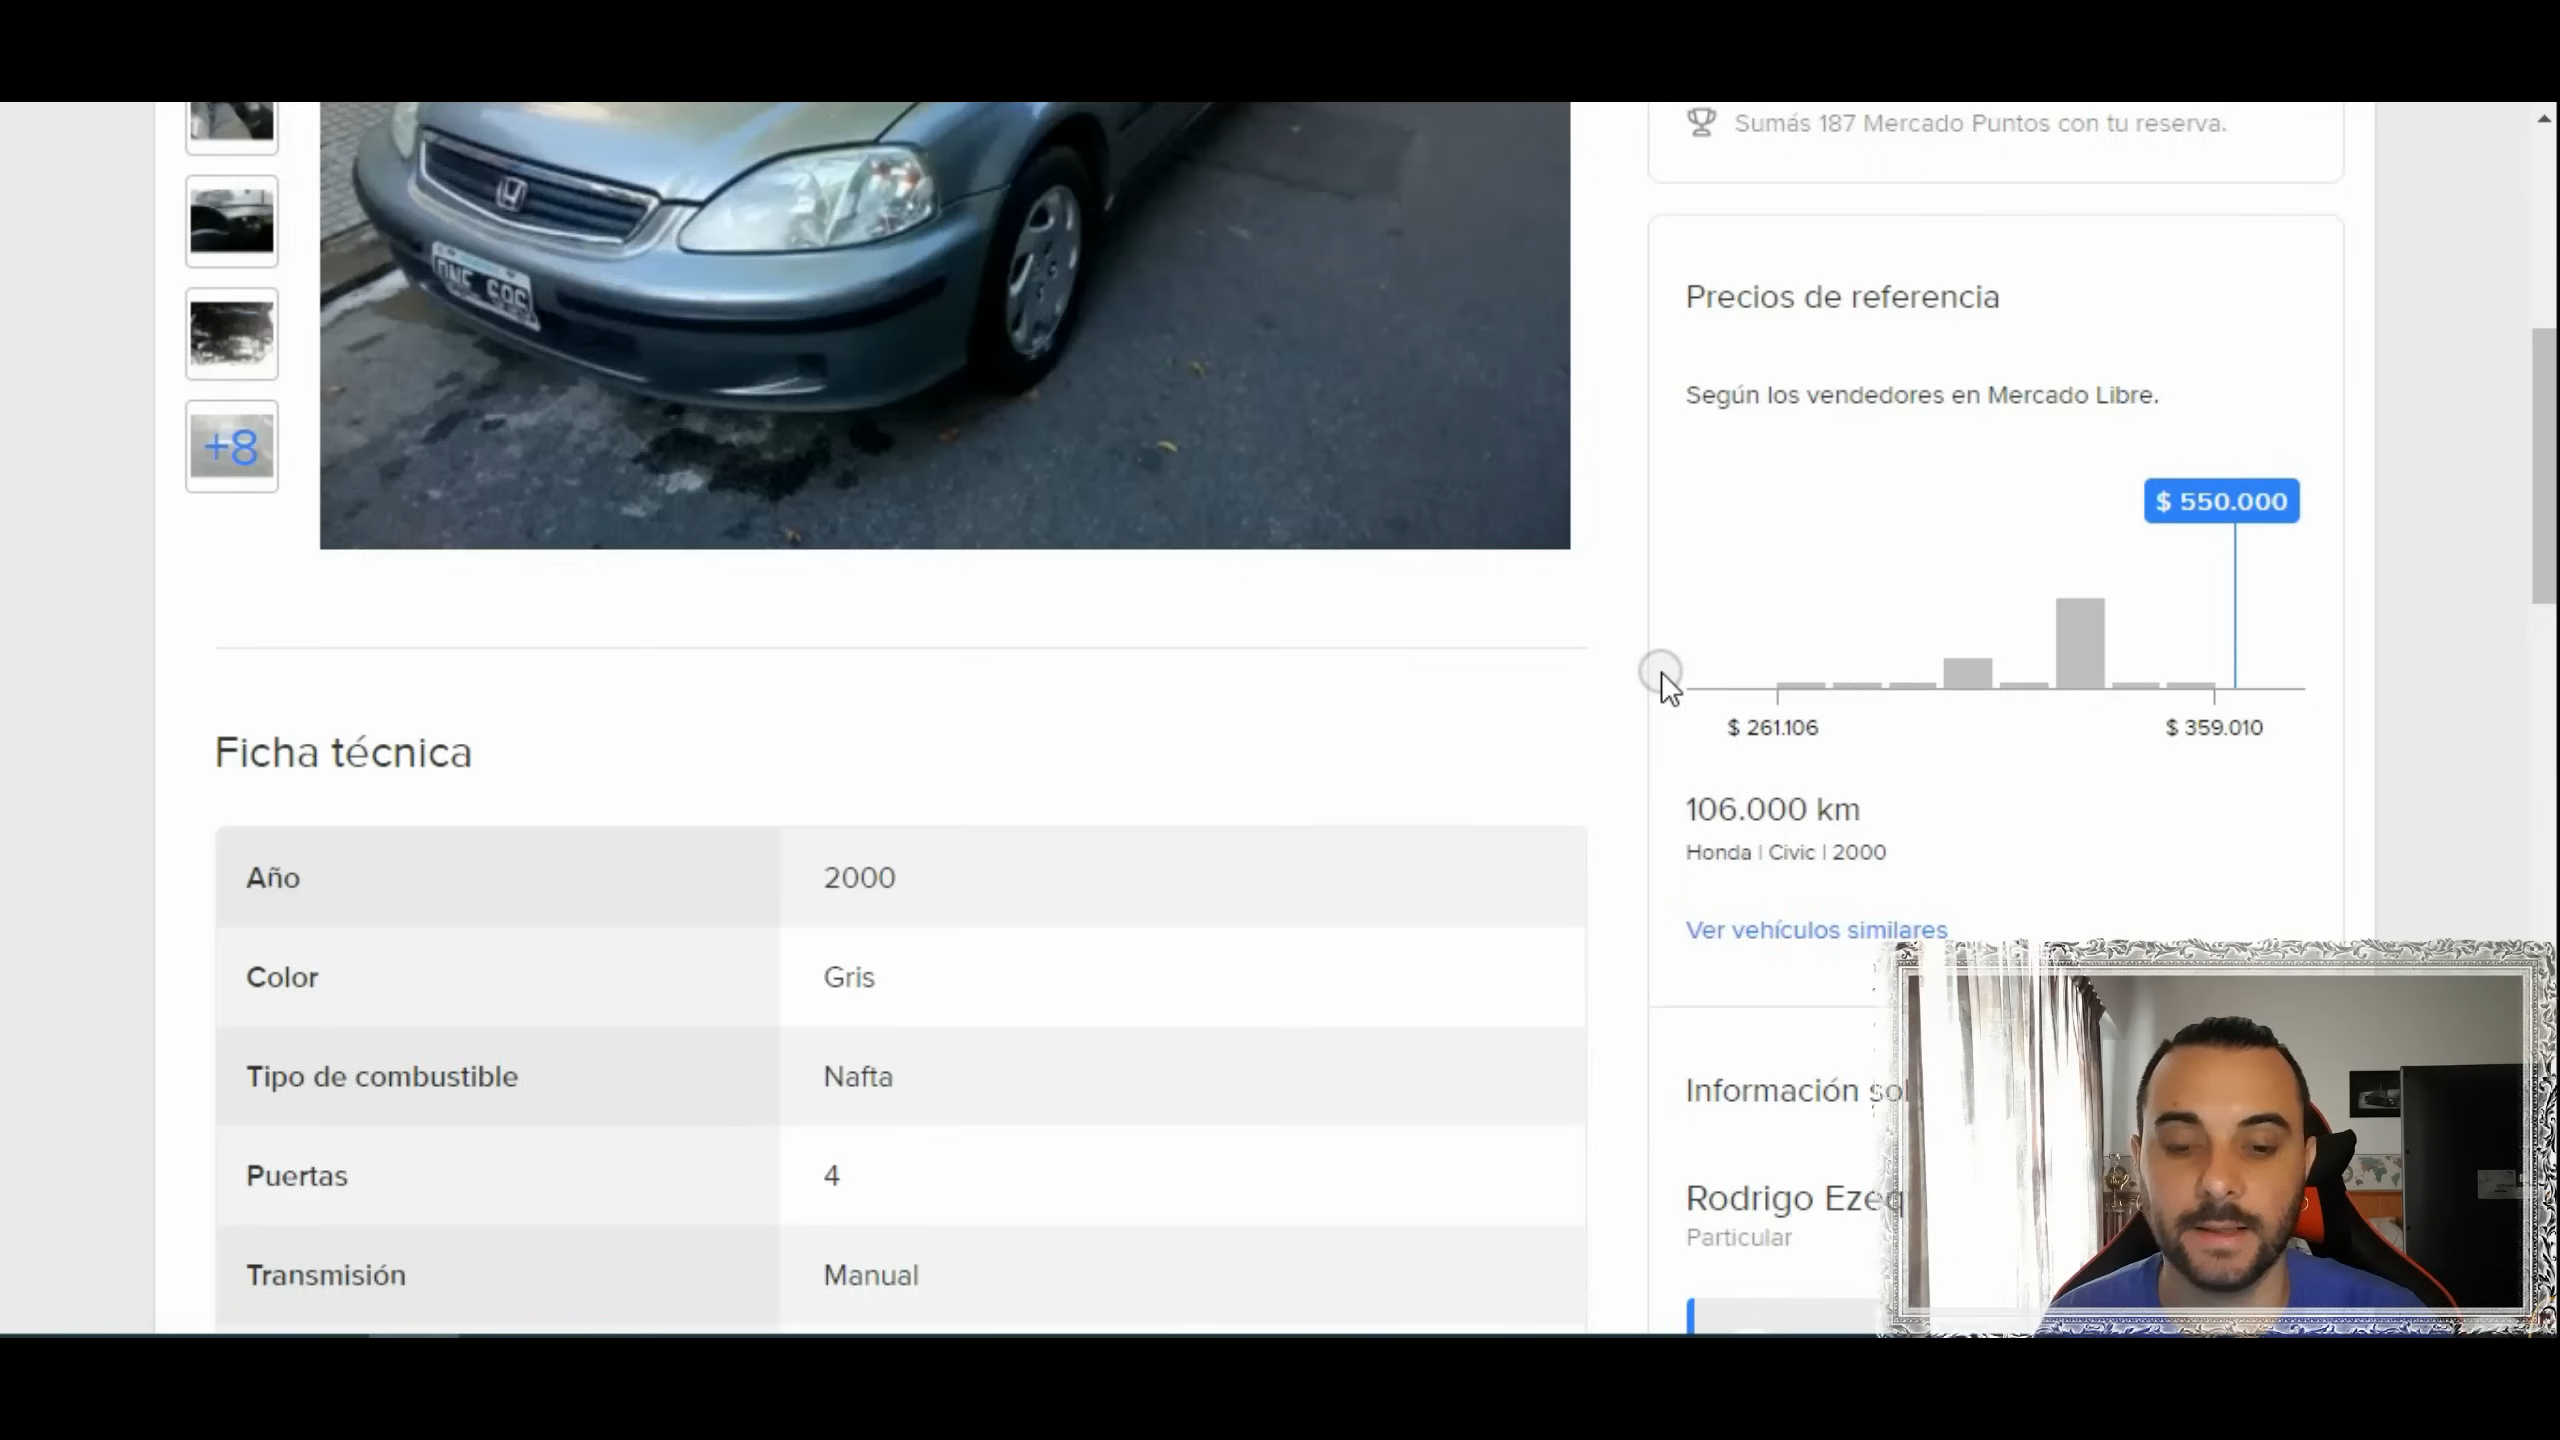 +8
Ficha técnica
Año 2000
Color Gris
Tipo de combustible Nafta
Puertas 4
Transmisión Manual
Sumás 187 Mercado Puntos con tu reserva.
Precios de referencia
Según los vendedores en Mercado Libre.
$ 550.000
$ 261.106 $ 359.010
106.000 km
Honda | Civic | 2000
Ver vehículos similares
Información
Rodrigo
Particular